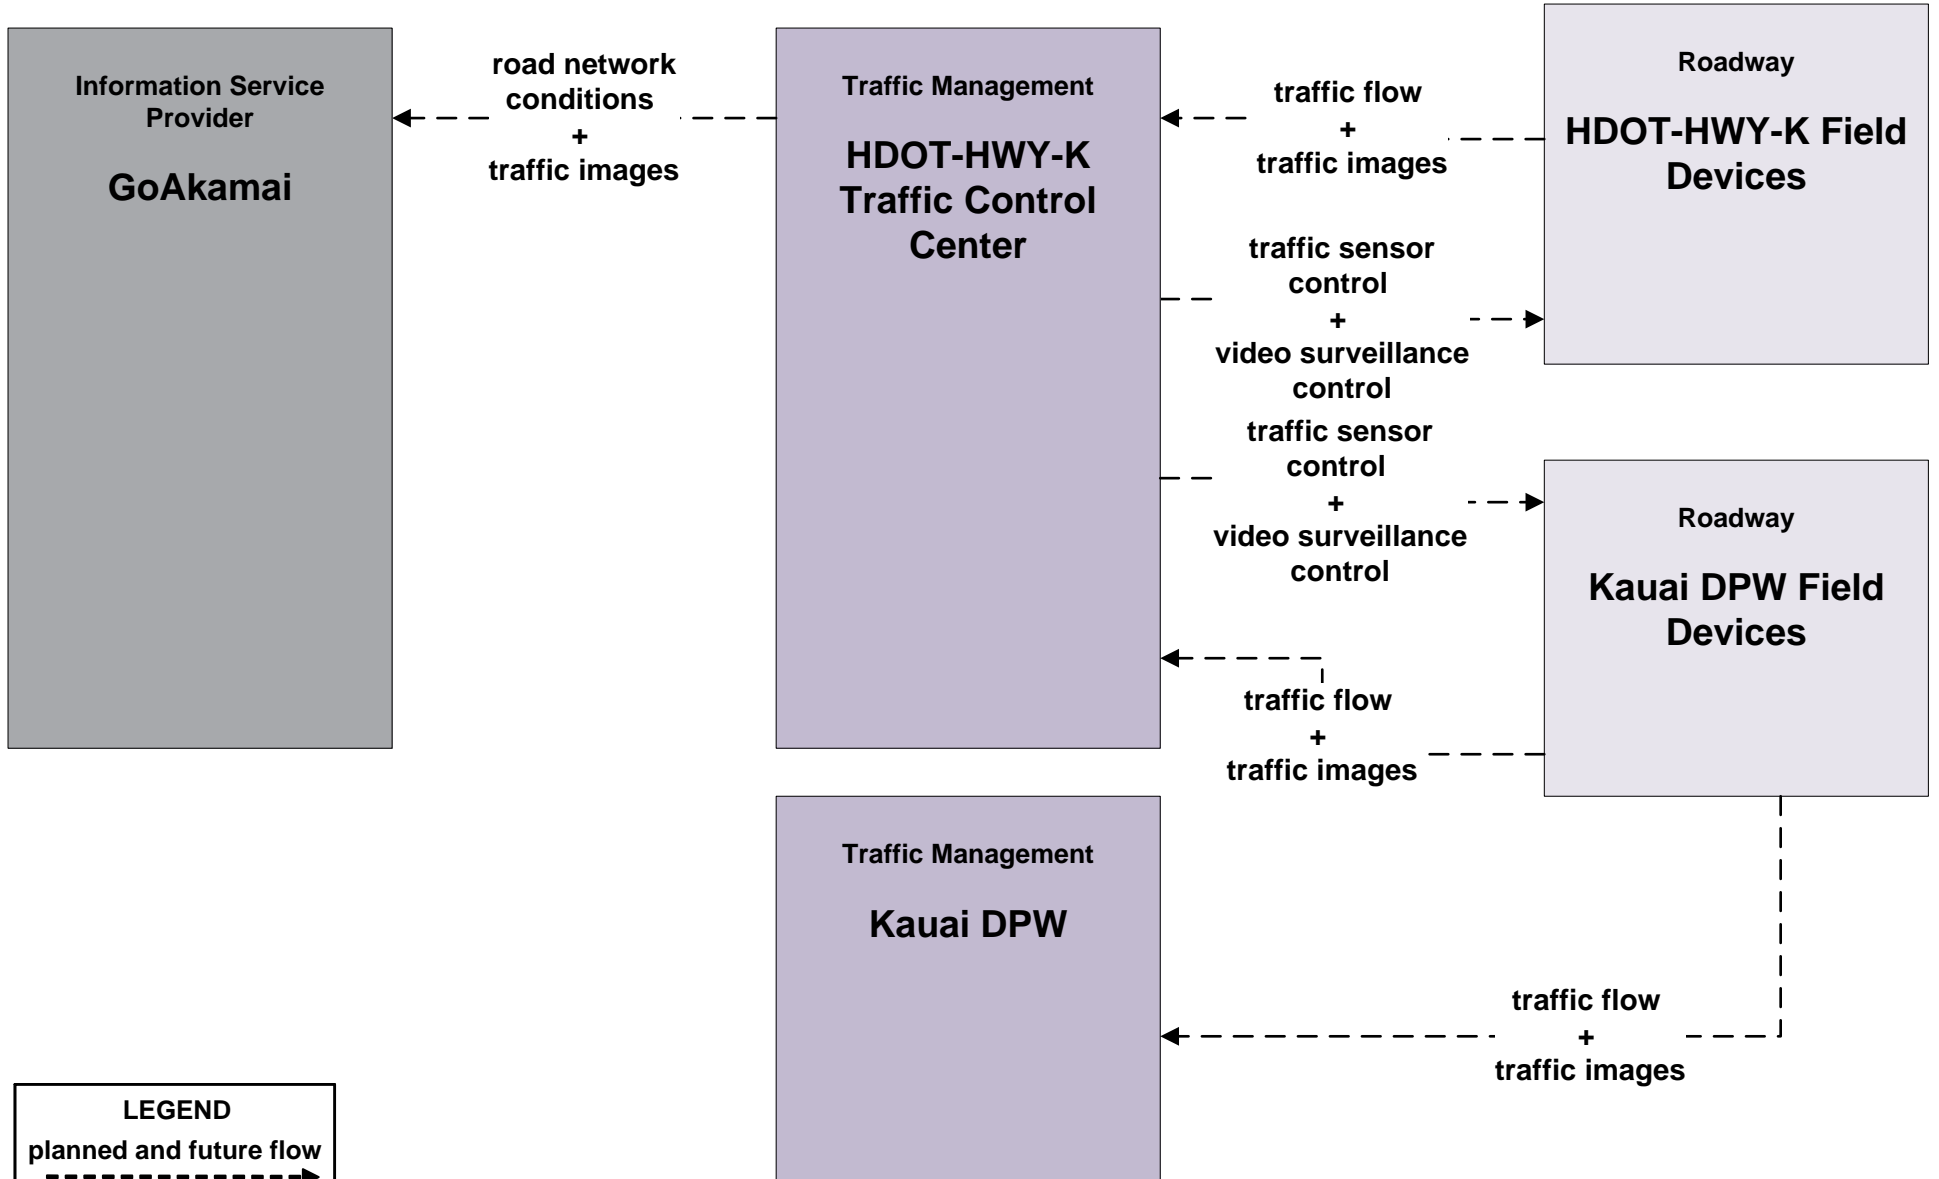 Information Service
Provider
GoAkamai
road network
conditions
+
traffic images
Traffic Management
HDOT-HWY-K
Traffic Control
Center
traffic flow
+
traffic images
Roadway
HDOT-HWY-K Field
Devices
traffic sensor
control
+
video surveillance
control
traffic sensor
control
+
video surveillance
control
Roadway
Kauai DPW Field
Devices
traffic flow
+
traffic images
Traffic Management
Kauai DPW
traffic flow
+
traffic images
LEGEND
planned and future flow